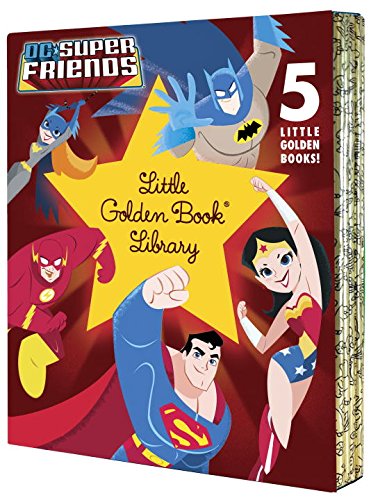 DC SUPER
FRIENDS
5
LITTLE
GOLDEN
BOOKS!
Little
Golden Book®
Library
S